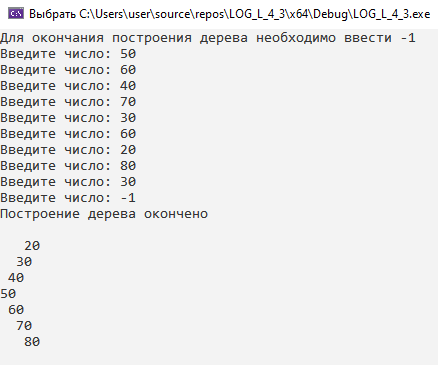 Выбрать C:\Users\user\source\repos\LOG_L_4_3\x64\Debug\LOG_L_4_3.exe
Для окончания построения дерева необходимо ввести -1
Введите число: 50
Введите число: 60
Введите число: 40
Введите число: 70
Введите число: 30
Введите число: 60
Введите число: 20
Введите число: 80
Введите число: 30
Введите число: -1
Построение дерева окончено
20
30
40
50
60
70
80